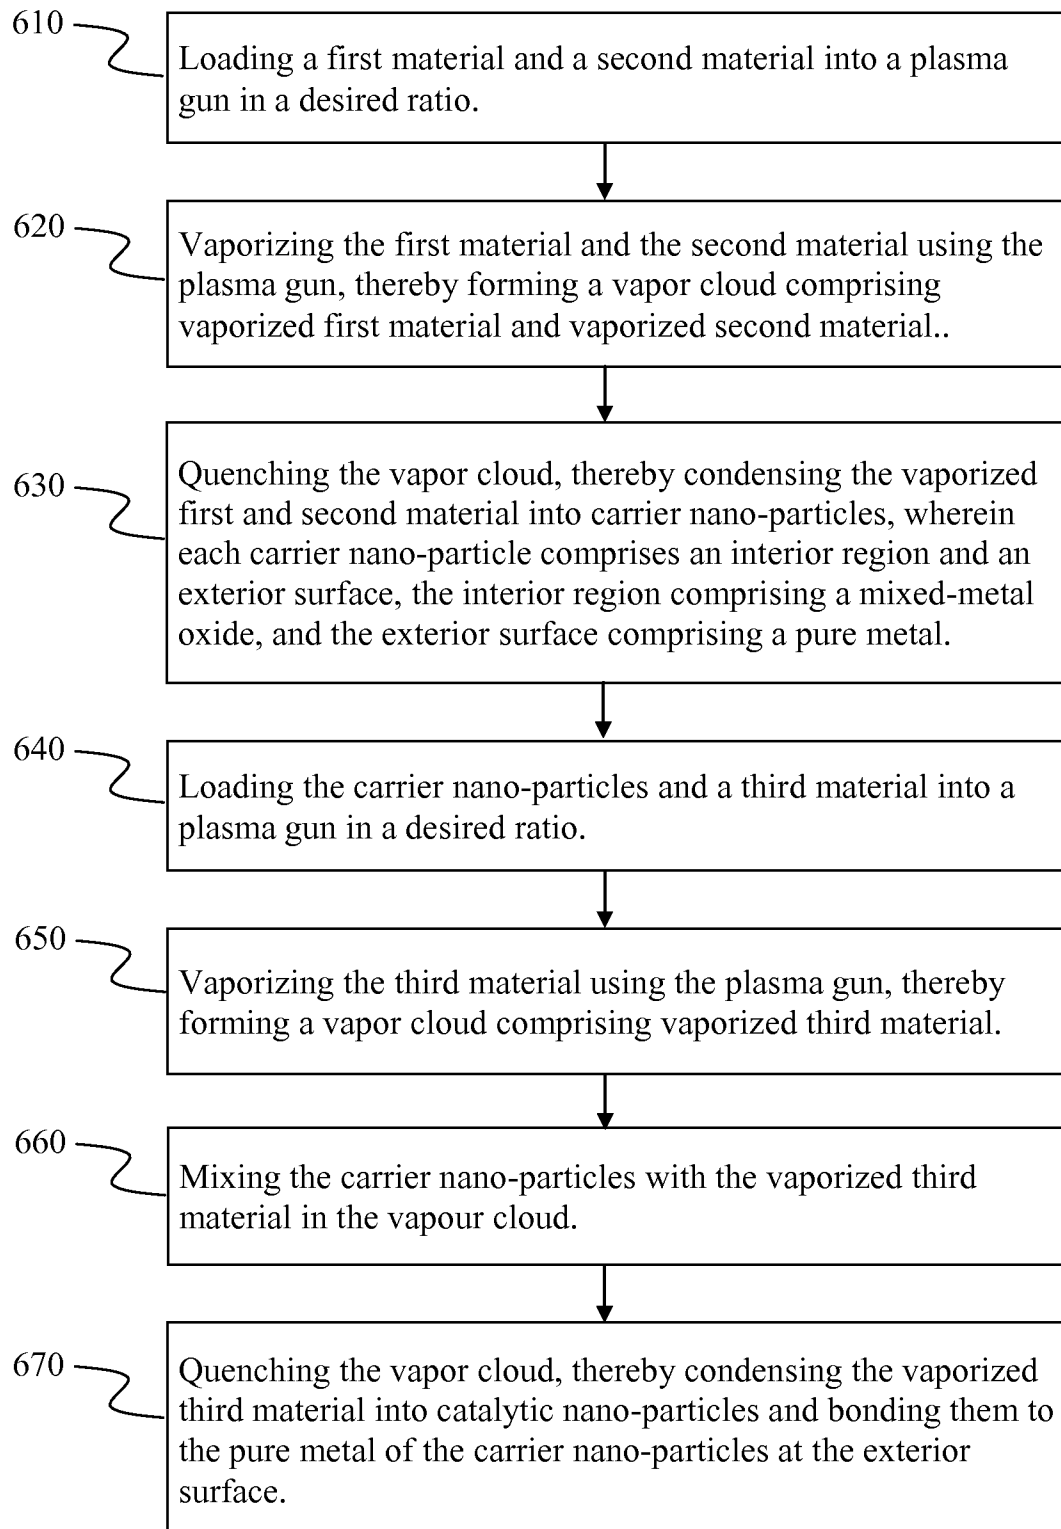 610
Loading a first material and a second material into a plasma
gun in a desired ratio.
620
Vaporizing the first material and the second material using the
plasma gun, thereby forming a vapor cloud comprising
vaporized first material and vaporized second material..
630
Quenching the vapor cloud, thereby condensing the vaporized
first and second material into carrier nano-particles, wherein
each carrier nano-particle comprises an interior region and an
exterior surface, the interior region comprising a mixed-metal
oxide, and the exterior surface comprising a pure metal.
640
Loading the carrier nano-particles and a third material into a
plasma gun in a desired ratio.
650
Vaporizing the third material using the plasma gun, thereby
forming a vapor cloud comprising vaporized third material.
660
Mixing the carrier nano-particles with the vaporized third
material in the vapour cloud.
670
Quenching the vapor cloud, thereby condensing the vaporized
third material into catalytic nano-particles and bonding them to
the pure metal of the carrier nano-particles at the exterior
surface.